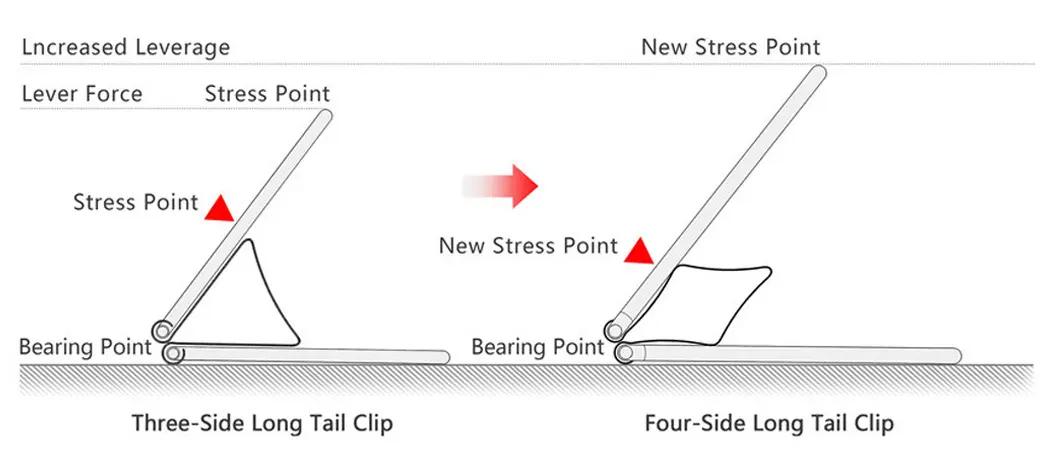 Lncreased Leverage
New Stress Point
Lever Force
Stress Point
Stress Point
New Stress Point
Bearing Point
Bearing Point
Three-Side Long Tail Clip
Four-Side Long Tail Clip